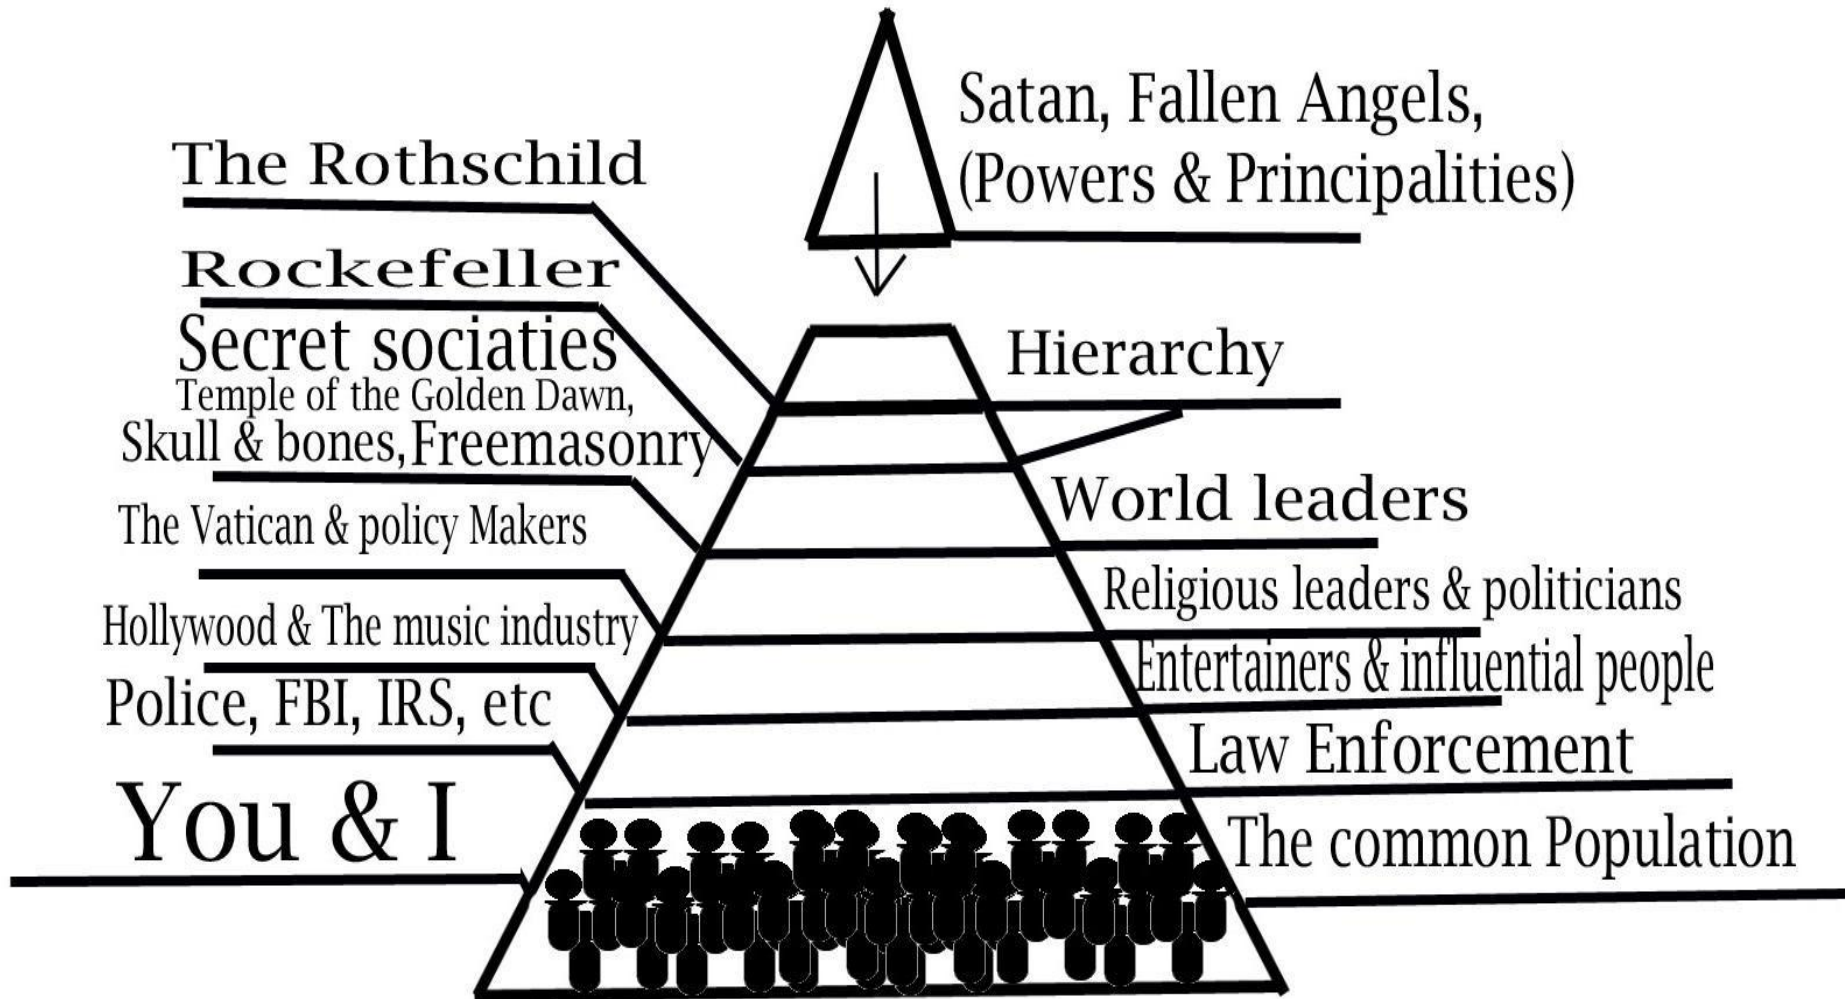 Satan, Fallen Angels,
(Powers & Principalities)
The Rothschild
Rockefeller
Secret sociaties
Temple of the Golden Dawn,
Skull & bones, Freemasonry
The Vatican & policy Makers
Hollywood & The music industry
Police, FBI, IRS, etc
You & I
Hierarchy
World leaders
Religious leaders & politicians
Entertainers & influential people
Law Enforcement
The common Population